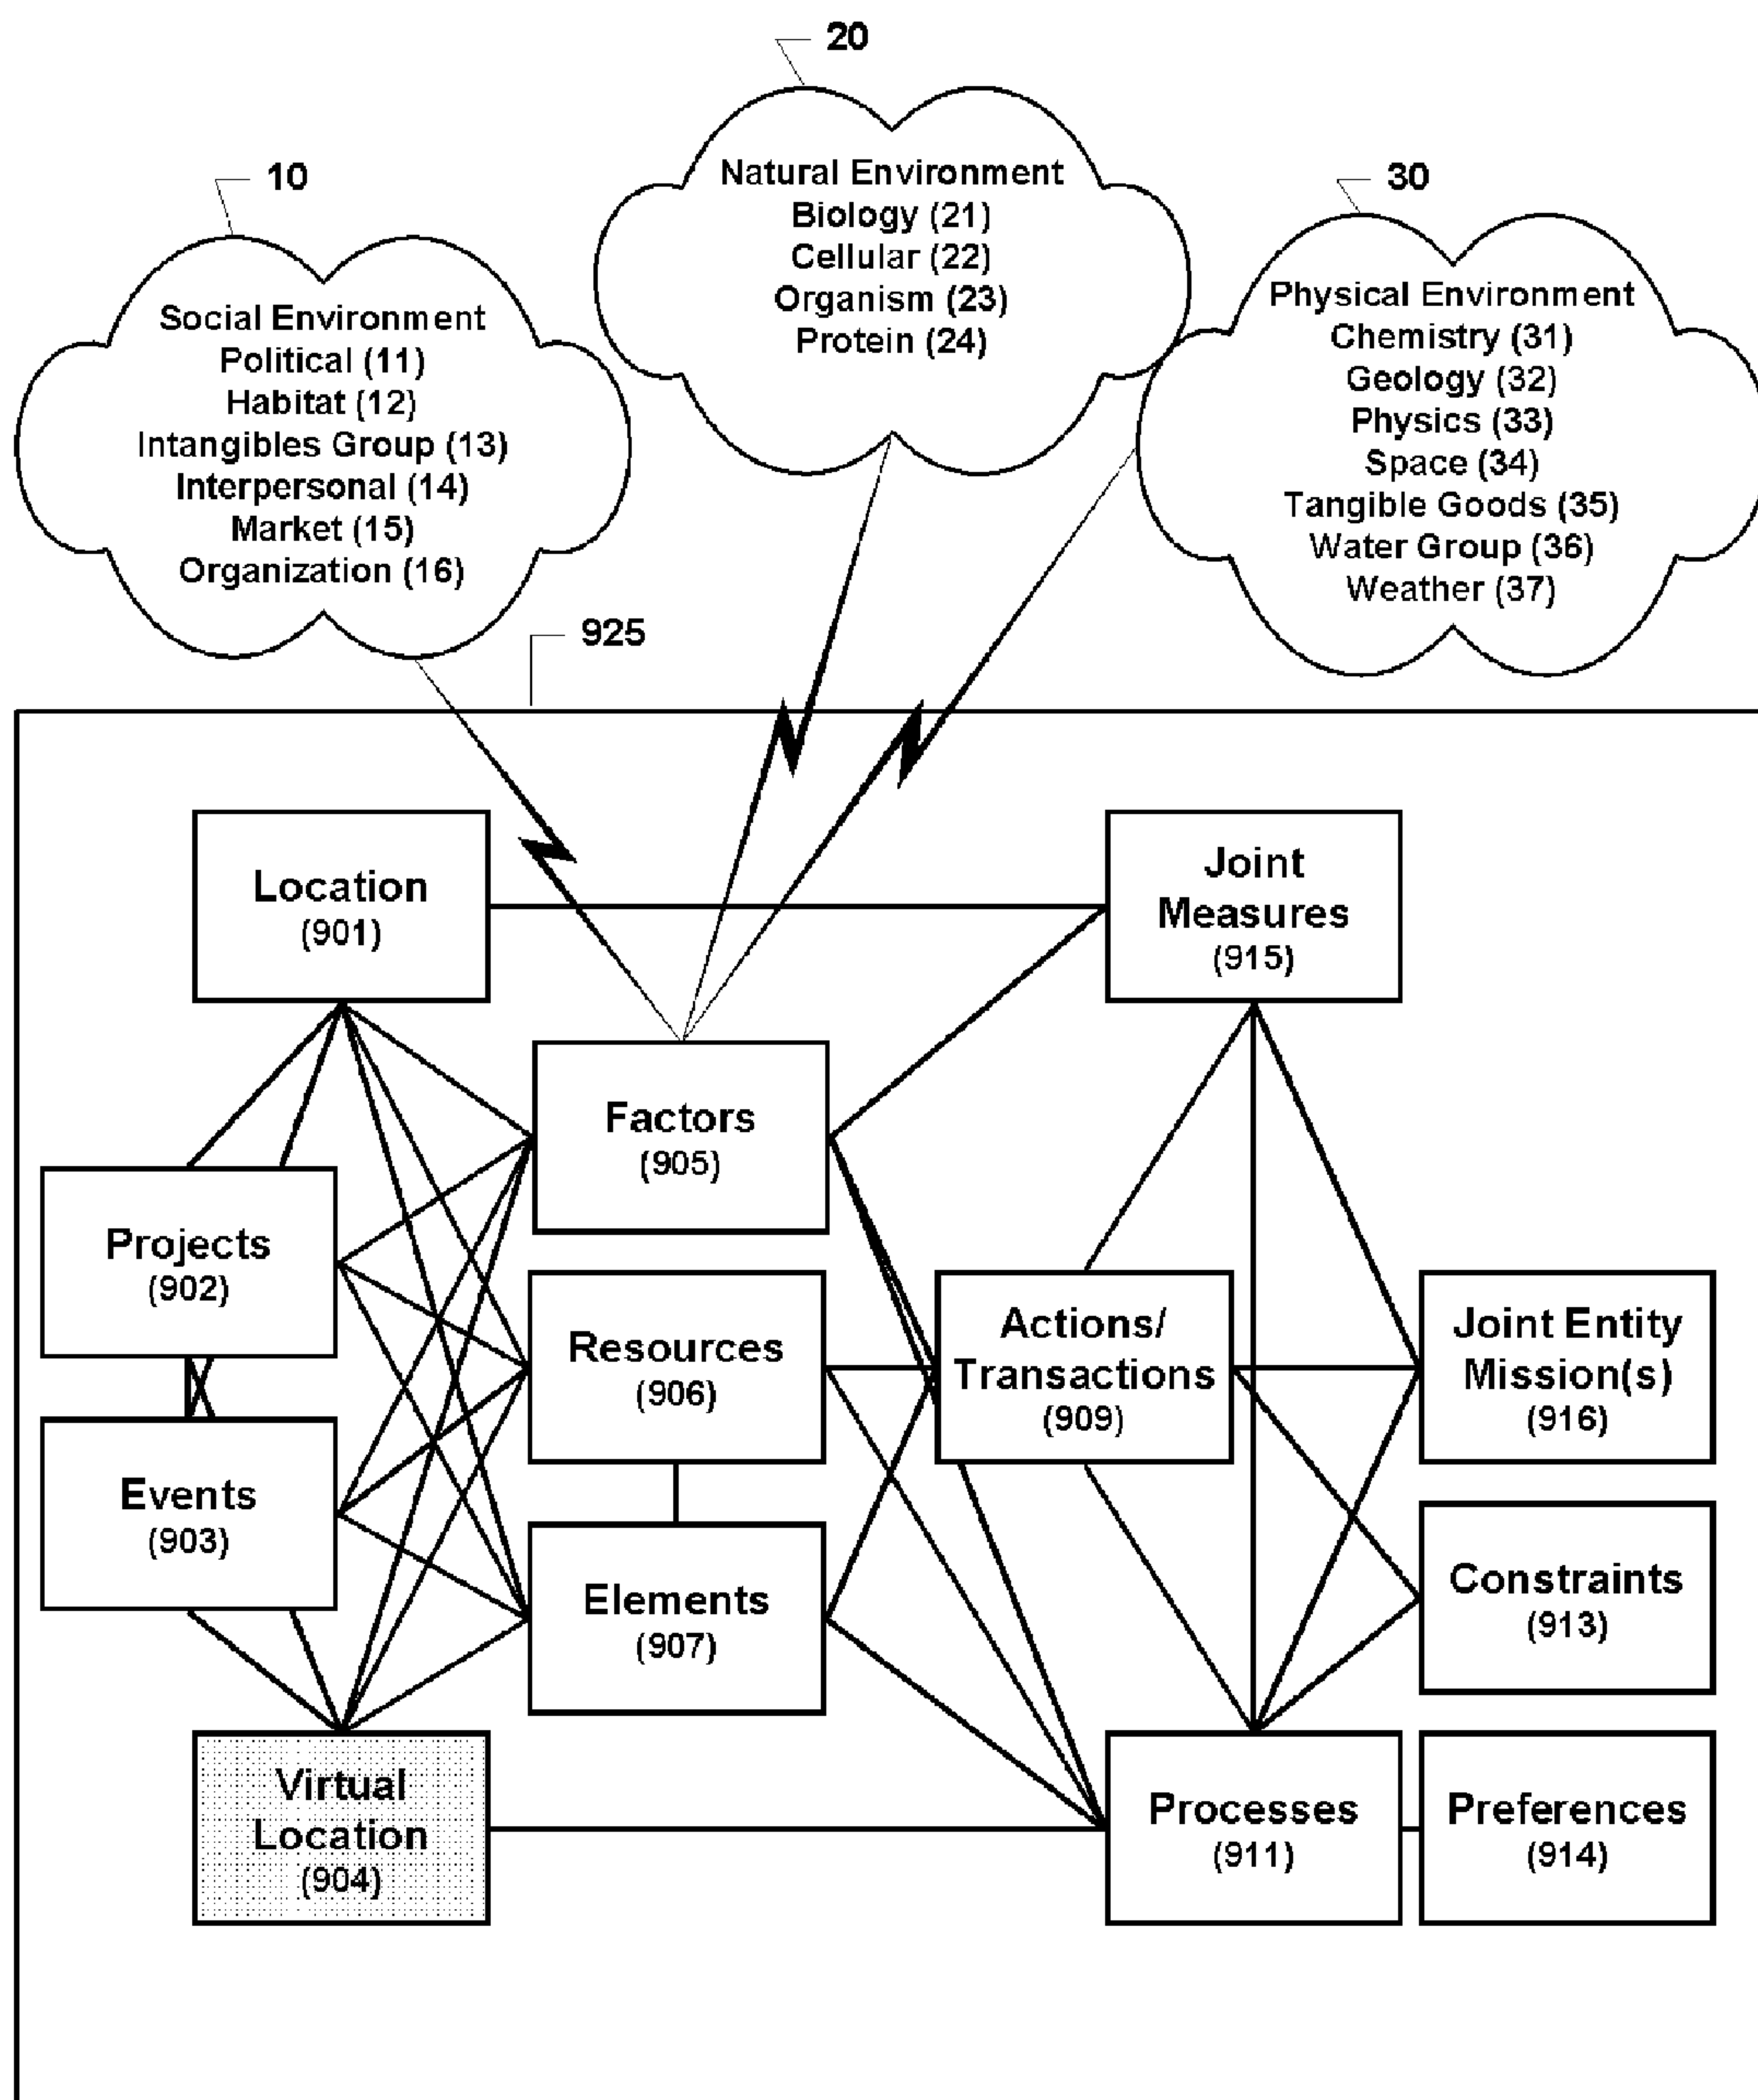 20
10
Natural Environment
Biology (21)
Cellular (22)
Organism (23)
Protein (24)
30
Social Environment
Political (11)
Habitat (12)
Intangibles Group (13)
Interpersonal (14)
Market (15)
Organization (16)
Physical Environment
Chemistry (31)
Geology (32)
Physics (33)
Space (34)
Tangible Goods (35)
Water Group (36)
Weather (37)
925
Location
(901)
Joint
Measures
(915)
Factors
(905)
Projects
(902)
Resources
(906)
Actions/
Transactions
(909)
Joint Entity
Mission(s)
(916)
Events
(903)
Elements
(907)
Constraints
(913)
Virtual
Location
(904)
Processes
(911)
Preferences
(914)